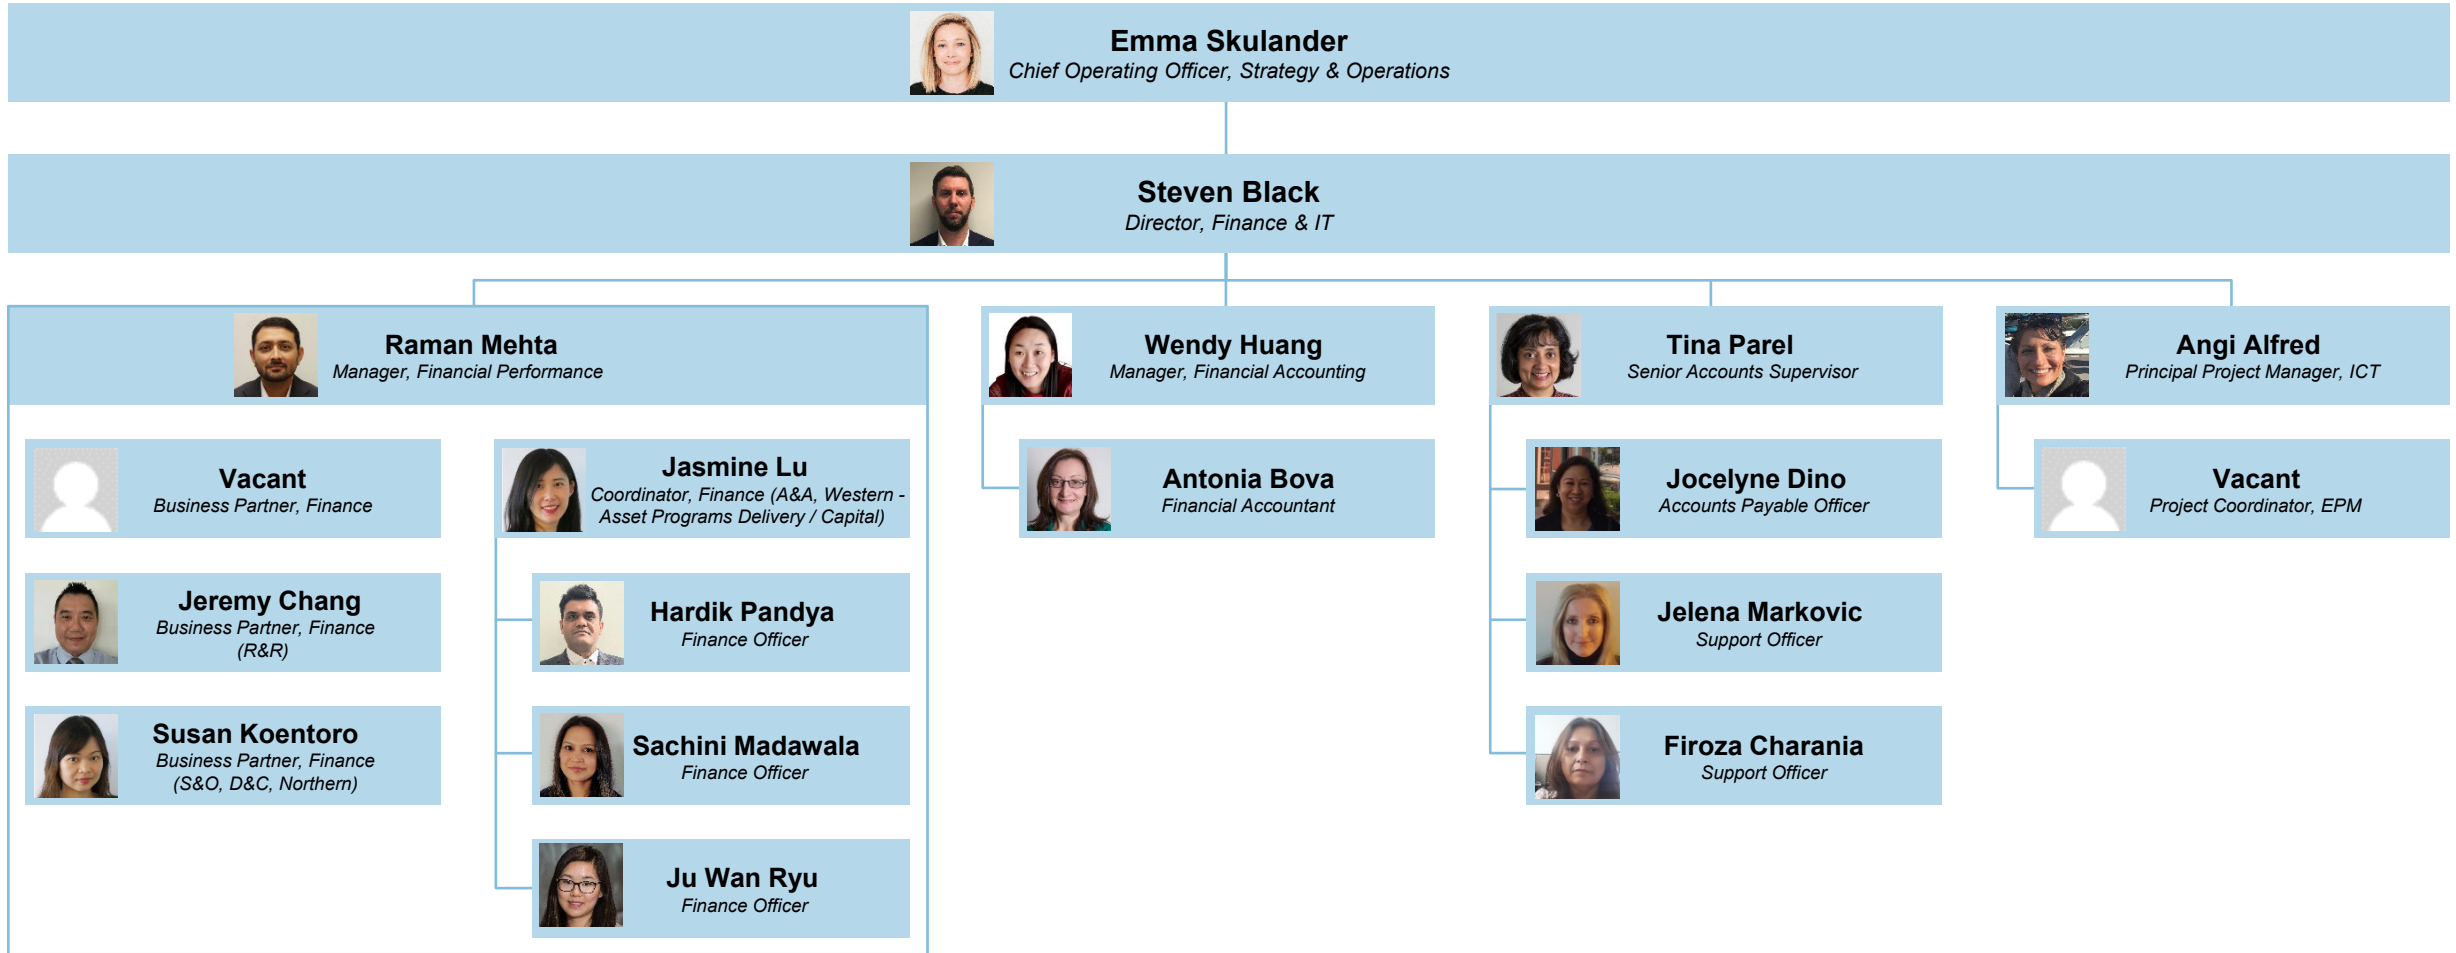 Emma Skulander
Chief Operating Officer, Strategy & Operations
Steven Black
Director, Finance & IT
Raman Mehta
Manager, Financial Performance
Vacant
Business Partner, Finance
Jeremy Chang
Business Partner, Finance
(R&R)
Susan Koentoro
Business Partner, Finance
(S&O, D&C, Northern)
Jasmine Lu
Coordinator, Finance (A&A, Western -
Asset Programs Delivery / Capital)
Hardik Pandya
Finance Officer
Sachini Madawala
Finance Officer
Ju Wan Ryu
Finance Officer
Wendy Huang
Manager, Financial Accounting
Antonia Bova
Financial Accountant
Tina Parel
Senior Accounts Supervisor
Jocelyne Dino
Accounts Payable Officer
Jelena Markovic
Support Officer
Firoza Charania
Support Officer
Angi Alfred
Principal Project Manager, ICT
Vacant
Project Coordinator, EPM